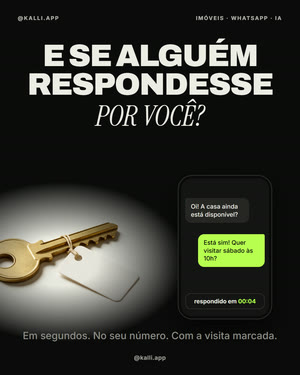 @KALLI.APP
IMÓVEIS · WHATSAPP · IA
E SE ALGUÉM
RESPONDESSE
POR VOCÊ?
Oi! A casa ainda
está disponível?
Está sim! Quer
visitar sábado às
10h?
respondido em 00:04
Em segundos. No seu número. Com a visita marcada.
@kalli.app